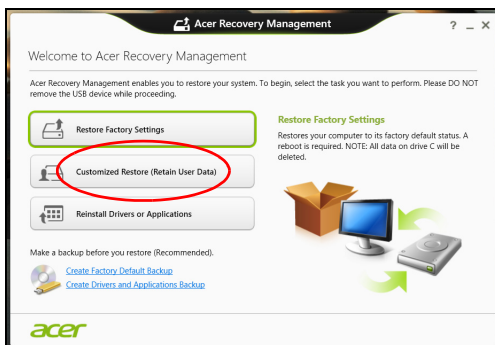 Acer Recovery Management
? _ ×
Welcome to Acer Recovery Management
Acer Recovery Management enables you to restore your system. To begin, select the task you want to perform. Please DO NOT
remove the USB device while proceeding.
Restore Factory Settings
Customized Restore (Retain User Data)
Reinstall Drivers or Applications
Restore Factory Settings
Restores your computer to its factory default status. A
reboot is required. NOTE: All data on drive C will be
deleted.
Make a backup before you restore (Recommended).
Create Factory Default Backup
Create Drivers and Applications Backup
acer